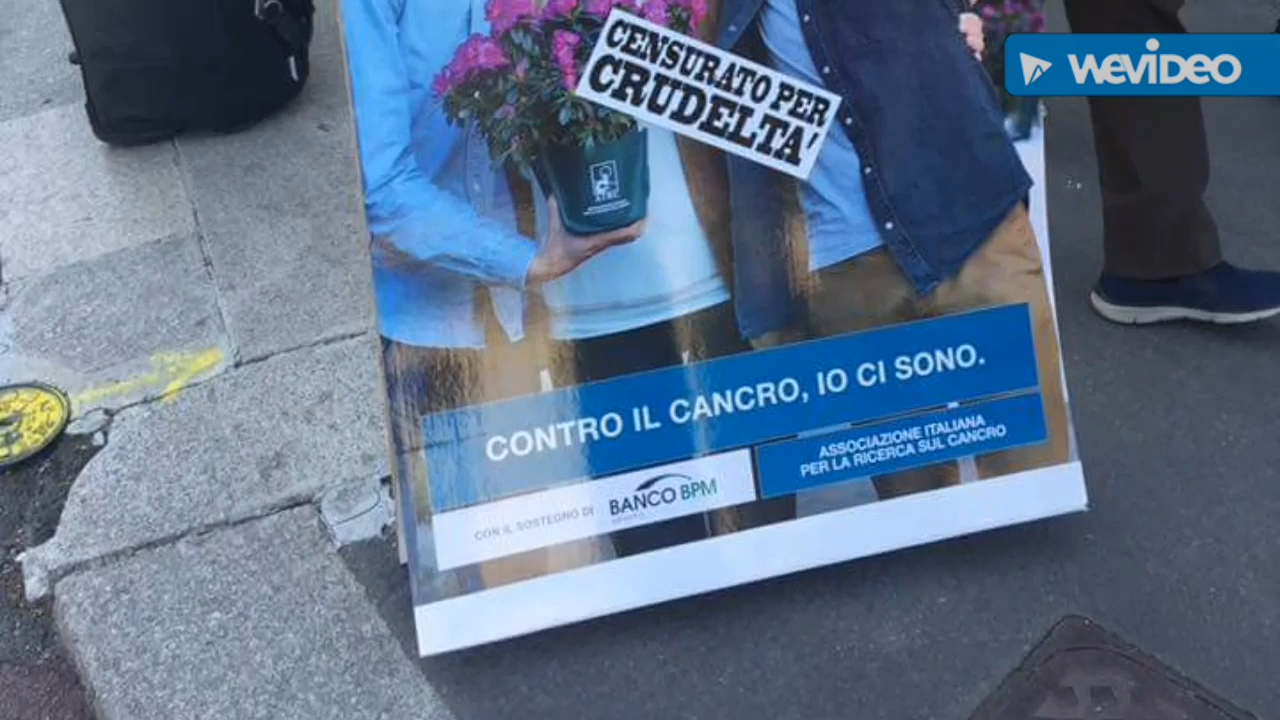 CENSURATO PER
CRUDELTA'
WEVIDEO
CONTRO IL CANCRO, IO CI SONO.
ASSOCIAZIONE ITALIANA
PER LA RICERCA SUL CANCRO
CON IL SOSTEGNO DI
BANCO BPM